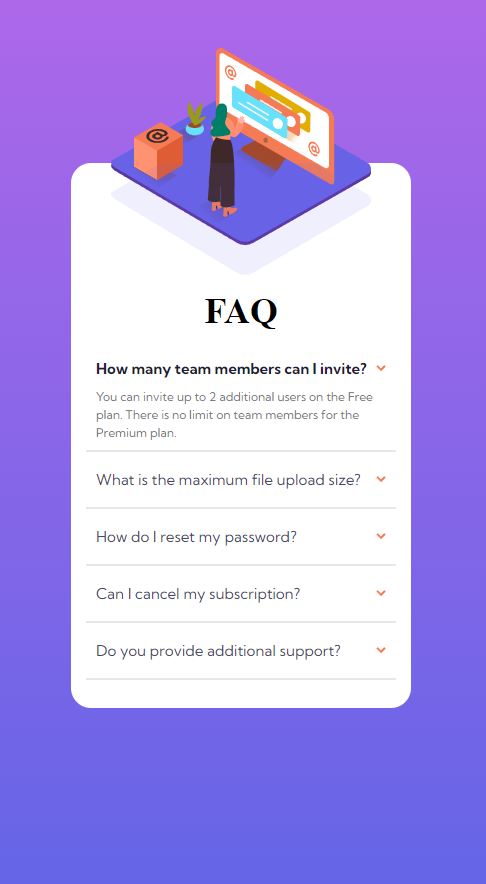 @
@
@
FAQ
How many team members can I invite?
You can invite up to 2 additional users on the Free
plan. There is no limit on team members for the
Premium plan.
What is the maximum file upload size?
How do I reset my password?
Can I cancel my subscription?
Do you provide additional support?